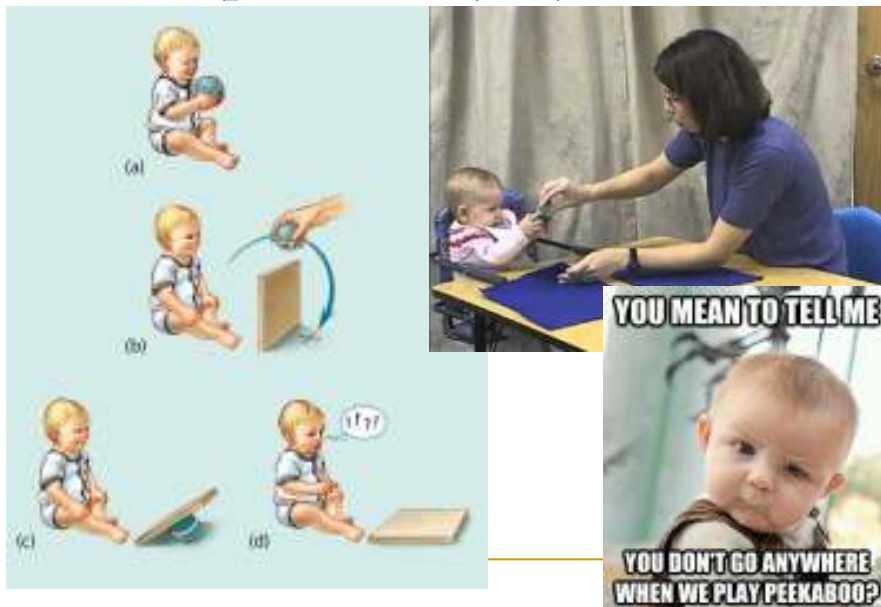 (a)
(b)
(c)
(d)
YOU MEAN TO TELL ME
YOU DON'T GO ANYWHERE
WHEN WE PLAY PEEKABOO?